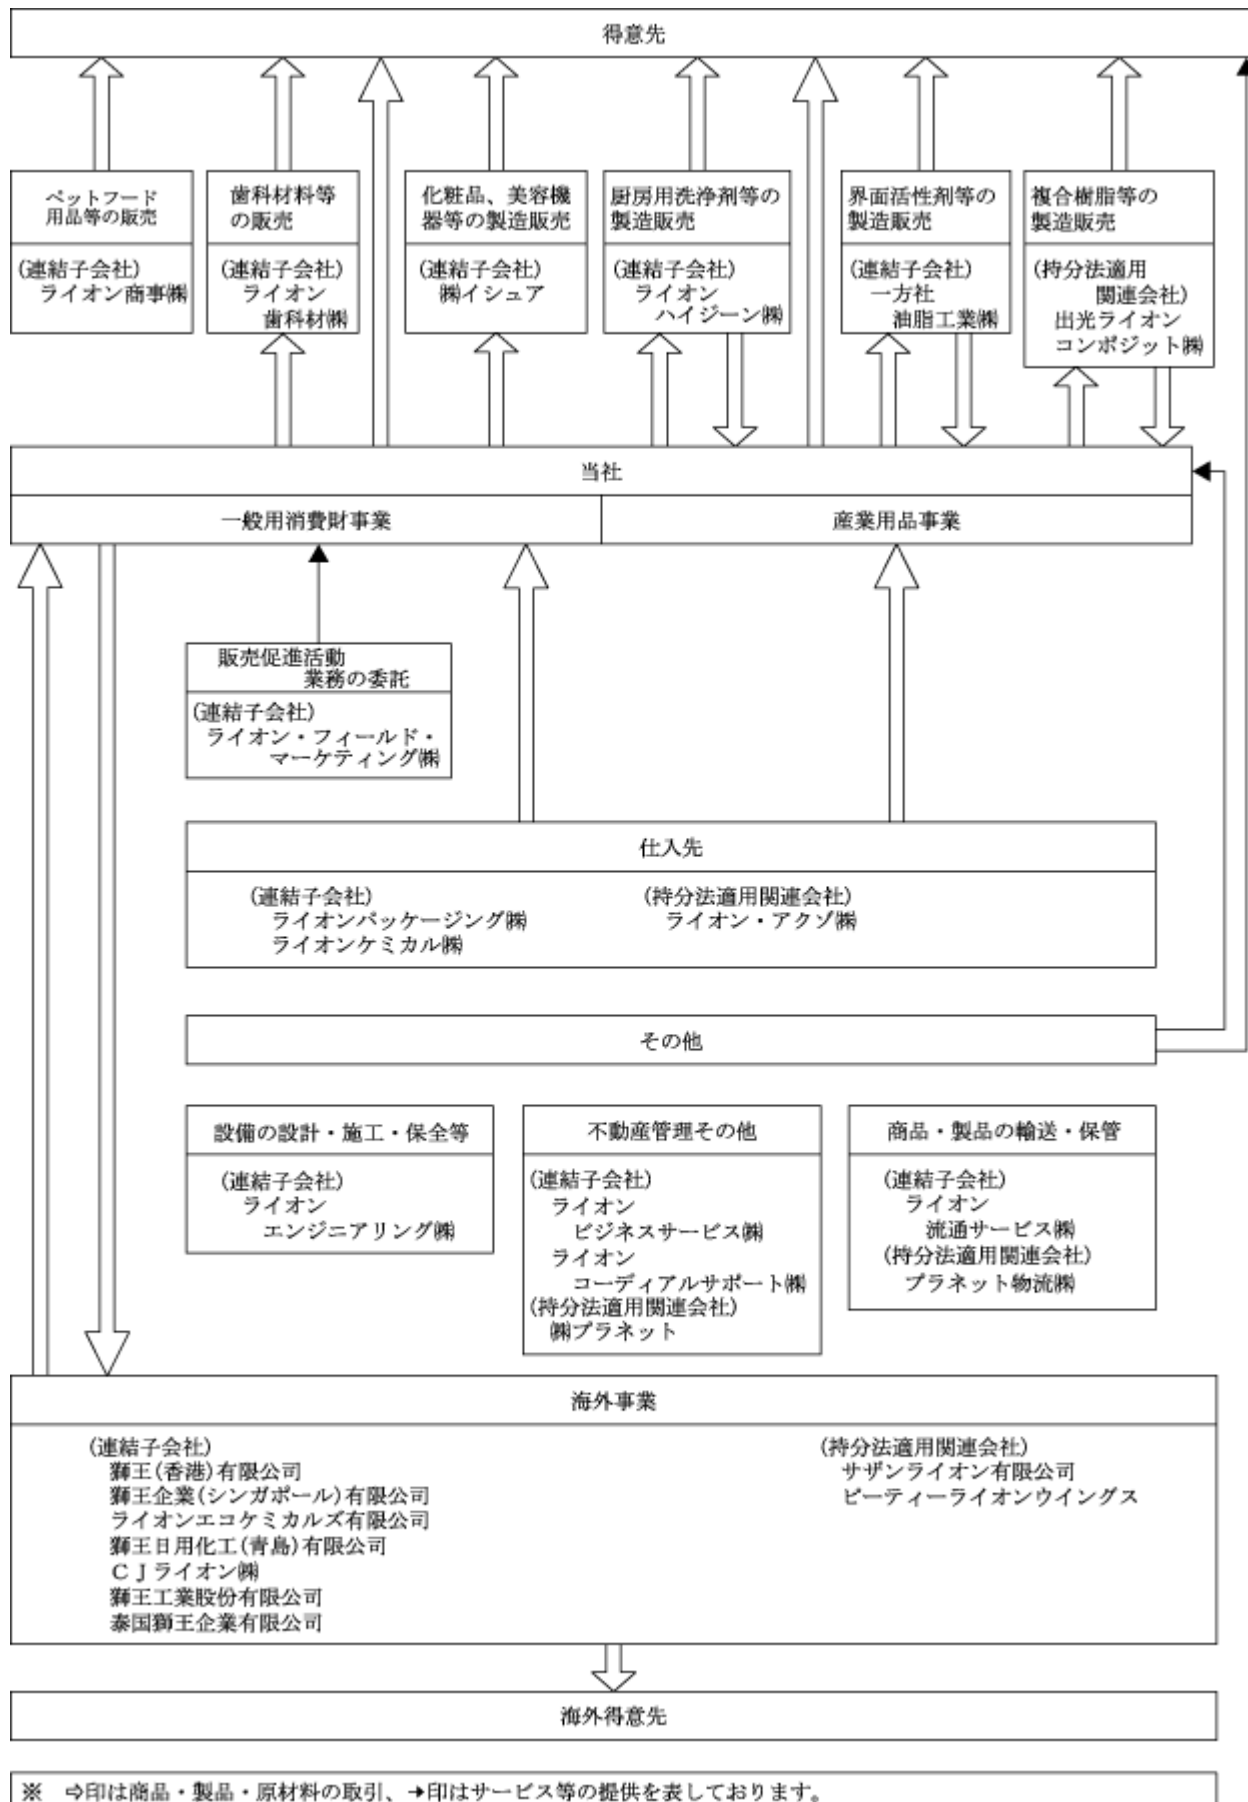 得意先
ペットフード
用品等の販売
(連結子会社)
ライオン商事㈱
歯科材料等
の販売
(連結子会社)
ライオン
歯科材㈱
化粧品、美容機
器等の製造販売
(連結子会社)
㈱イシュア
厨房用洗浄剤等の
製造販売
(連結子会社)
ライオン
ハイジーン㈱
界面活性剤等の
製造販売
(連結子会社)
一方社
油脂工業㈱
複合樹脂等の
製造販売
(持分法適用
関連会社)
出光ライオン
コンポジット㈱
当社
一般用消費財事業
産業用品事業
販売促進活動
業務の委託
(連結子会社)
ライオン・フィールド・
マーケティング㈱
仕入先
(連結子会社)
ライオンパッケージング㈱
ライオンケミカル㈱
(持分法適用関連会社)
ライオン・アクゾ㈱
その他
設備の設計・施工・保全等
(連結子会社)
ライオン
エンジニアリング㈱
不動産管理その他
(連結子会社)
ライオン
ビジネスサービス㈱
ライオン
コーディアルサポート㈱
(持分法適用関連会社)
㈱プラネット
商品・製品の輸送・保管
(連結子会社)
ライオン
流通サービス㈱
(持分法適用関連会社)
プラネット物流㈱
海外事業
(連結子会社)
獅王(香港)有限公司
獅王企業(シンガポール)有限公司
ライオンエコケミカルズ有限公司
獅王日用化工(青島)有限公司
ＣＪライオン㈱
獅王工業股份有限公司
泰国獅王企業有限公司
(持分法適用関連会社)
サザンライオン有限公司
ピーティーライオンウイングス
海外得意先
※　⇨印は商品・製品・原材料の取引、➝印はサービス等の提供を表しております。